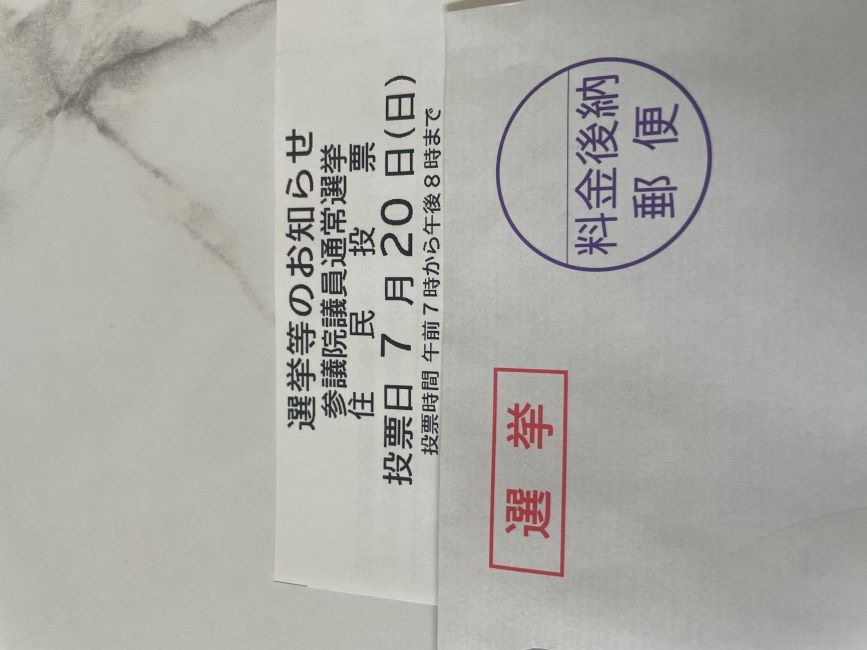 選挙等のお知らせ
参議院議員通常選挙
住民投票
投票日 7月20日(日)
投票時間 午前7時から午後8時まで
選挙
料金後納
郵便